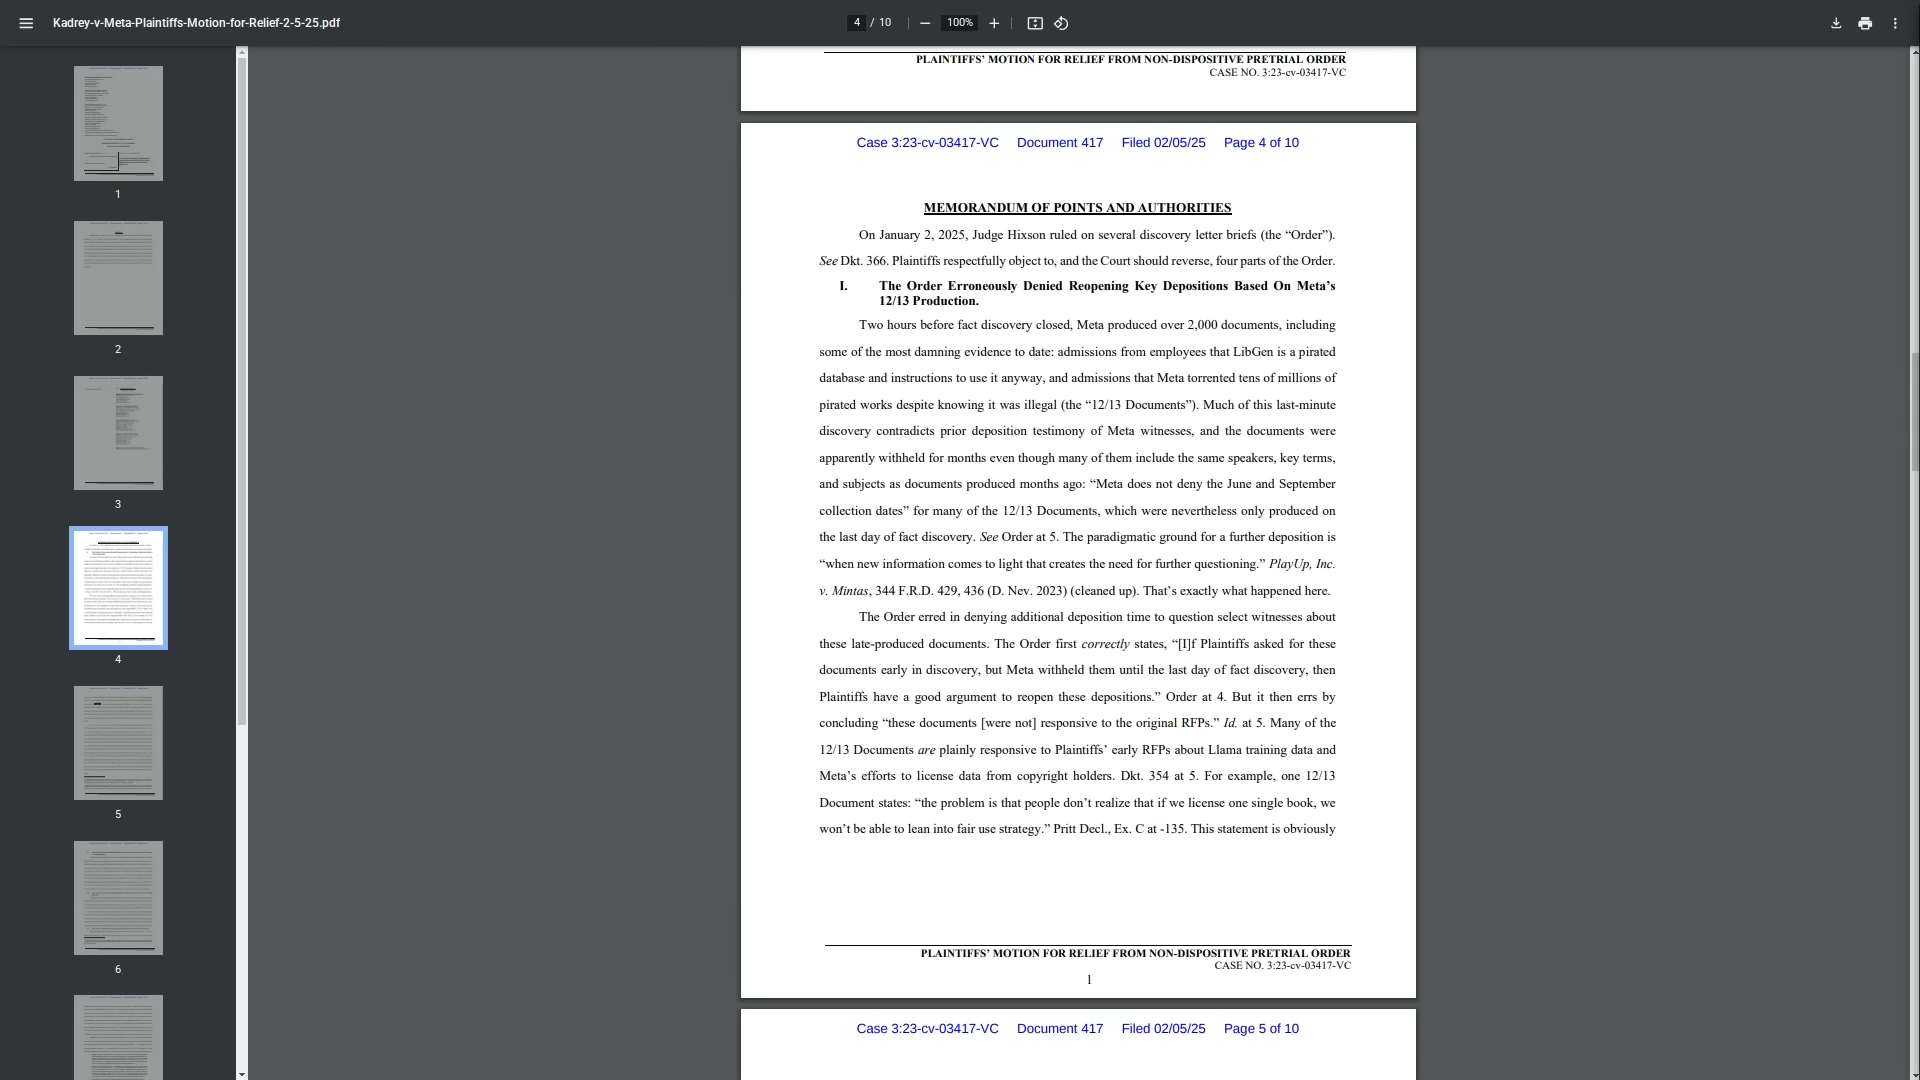 Kadrey-v-Meta-Plaintiffs-Motion-for-Relief-2-5-25.pdf
4 / 10
100%
1
2
3
4
5
6
PLAINTIFFS’ MOTION FOR RELIEF FROM NON-DISPOSITIVE PRETRIAL ORDER
CASE NO. 3:23-cv-03417-VC
Case 3:23-cv-03417-VC Document 417 Filed 02/05/25 Page 4 of 10
MEMORANDUM OF POINTS AND AUTHORITIES
On January 2, 2025, Judge Hixson ruled on several discovery letter briefs (the “Order”).
See Dkt. 366. Plaintiffs respectfully object to, and the Court should reverse, four parts of the Order.
I. The Order Erroneously Denied Reopening Key Depositions Based On Meta’s
12/13 Production.
Two hours before fact discovery closed, Meta produced over 2,000 documents, including
some of the most damning evidence to date: admissions from employees that LibGen is a pirated
database and instructions to use it anyway, and admissions that Meta torrented tens of millions of
pirated works despite knowing it was illegal (the “12/13 Documents”). Much of this last-minute
discovery contradicts prior deposition testimony of Meta witnesses, and the documents were
apparently withheld for months even though many of them include the same speakers, key terms,
and subjects as documents produced months ago: “Meta does not deny the June and September
collection dates” for many of the 12/13 Documents, which were nevertheless only produced on
the last day of fact discovery. See Order at 5. The paradigmatic ground for a further deposition is
“when new information comes to light that creates the need for further questioning.” PlayUp, Inc.
v. Mintas, 344 F.R.D. 429, 436 (D. Nev. 2023) (cleaned up). That’s exactly what happened here.
The Order erred in denying additional deposition time to question select witnesses about
these late-produced documents. The Order first correctly states, “[I]f Plaintiffs asked for these
documents early in discovery, but Meta withheld them until the last day of fact discovery, then
Plaintiffs have a good argument to reopen these depositions.” Order at 4. But it then errs by
concluding “these documents [were not] responsive to the original RFPs.” Id. at 5. Many of the
12/13 Documents are plainly responsive to Plaintiffs’ early RFPs about Llama training data and
Meta’s efforts to license data from copyright holders. Dkt. 354 at 5. For example, one 12/13
Document states: “the problem is that people don’t realize that if we license one single book, we
won’t be able to lean into fair use strategy.” Pritt Decl., Ex. C at -135. This statement is obviously
PLAINTIFFS’ MOTION FOR RELIEF FROM NON-DISPOSITIVE PRETRIAL ORDER
CASE NO. 3:23-cv-03417-VC
1
Case 3:23-cv-03417-VC Document 417 Filed 02/05/25 Page 5 of 10